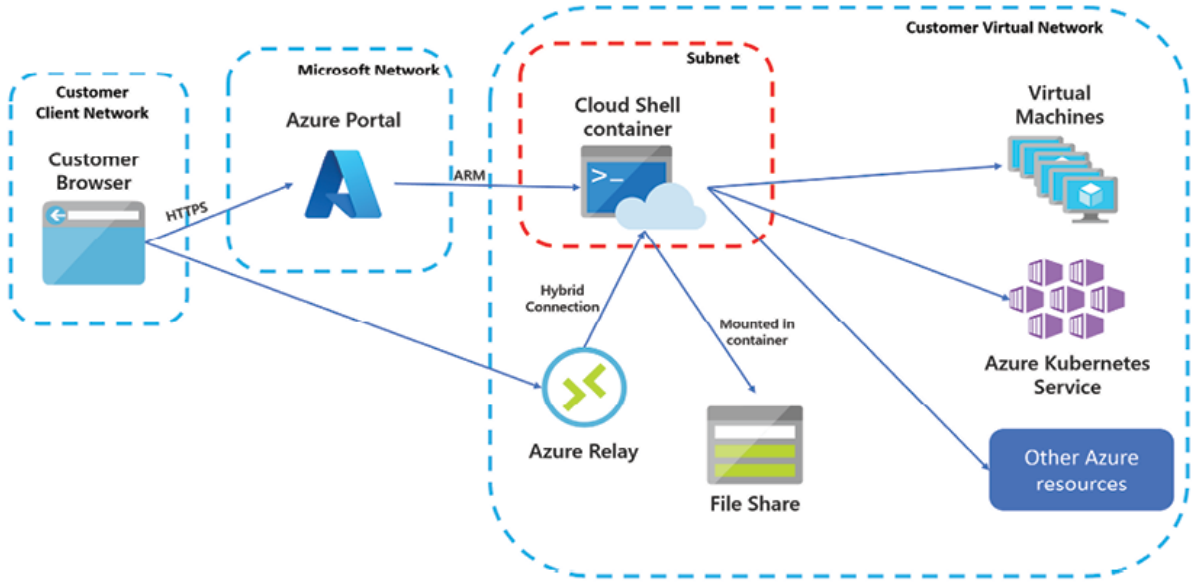 Customer Virtual Network
Subnet
Microsoft Network
Customer
Client Network
Customer
Browser
HTTPS
Azure Portal
ARM
Cloud Shell
container
>_
Virtual
Machines
Hybrid
Connection
Mounted in
container
Azure Kubernetes
Service
Azure Relay
File Share
Other Azure
resources